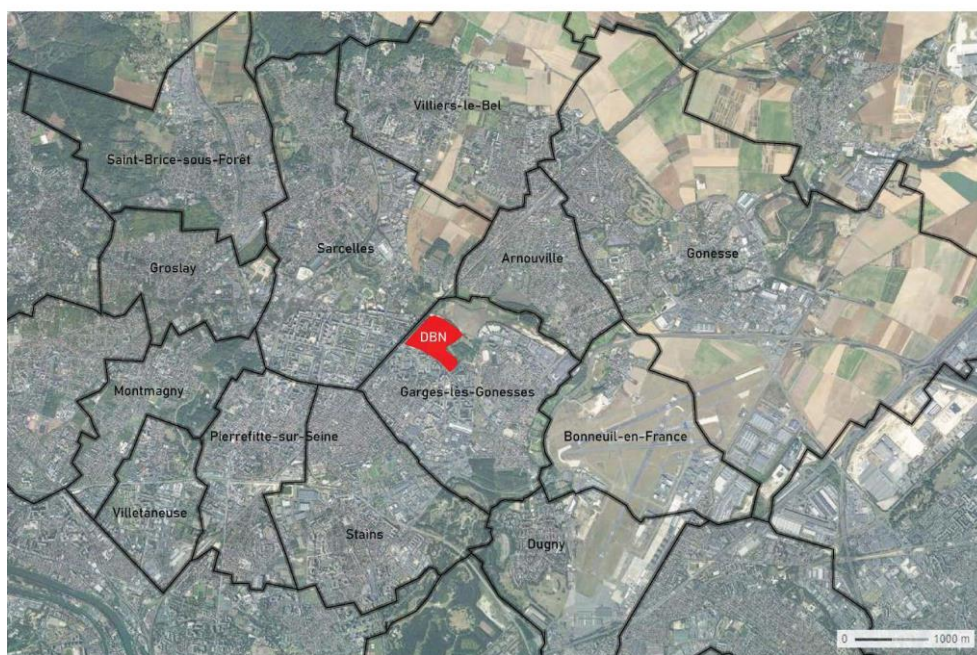 Villiers-le-Bel
Saint-Brice-sous-Forêt
Sarcelles
Arnouville
Gonesse
Groslay
DBN
Montmagny
Garges-lès-Gonesses
Pierrefitte-sur-Seine
Bonneuil-en-France
Villetaneuse
Stains
Dugny
0 1000 m